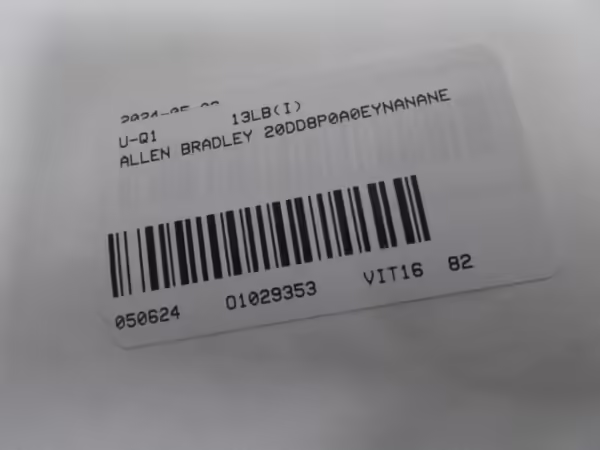 U-Q1 13LB(I)
ALLEN BRADLEY 20DD8P0A0EYNANANE
050624 01029353 VIT16 82